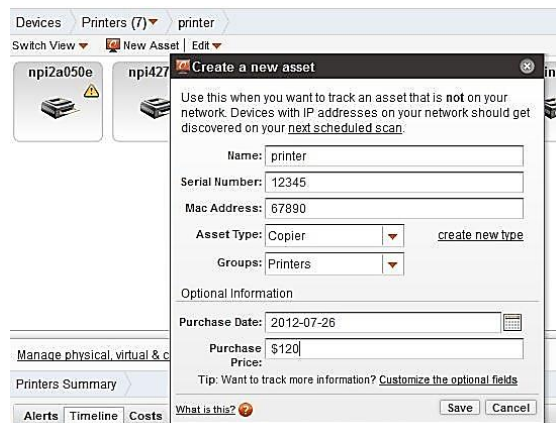 Devices Printers (7) printer
Switch View New Asset Edit
npi2a050e npi427
Create a new asset
Use this when you want to track an asset that is not on your
network. Devices with IP addresses on your network should get
discovered on your next scheduled scan.
Name: printer
Serial Number: 12345
Mac Address: 67890
Asset Type: Copier create new type
Groups: Printers
Optional Information
Purchase Date: 2012-07-26
Purchase
Price: $120
Tip: Want to track more information? Customize the optional fields
What is this? Save Cancel
Manage physical, virtual & c
Printers Summary
Alerts Timeline Costs